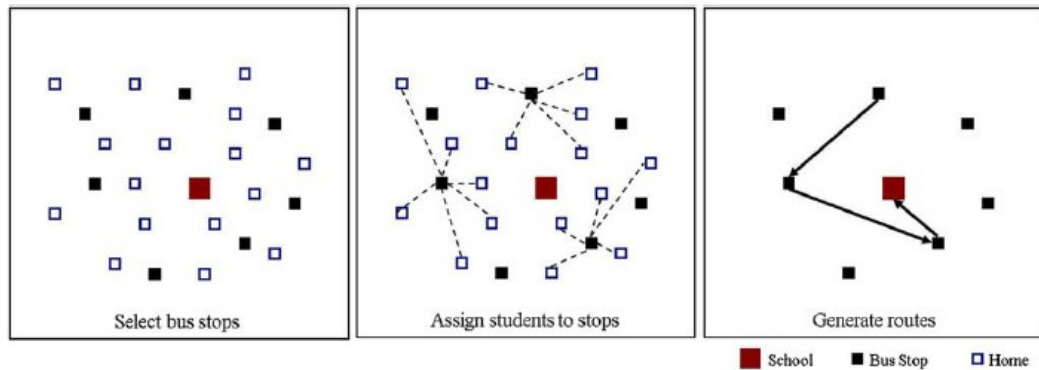 Select bus stops
Assign students to stops
Generate routes
School
Bus Stop
Home